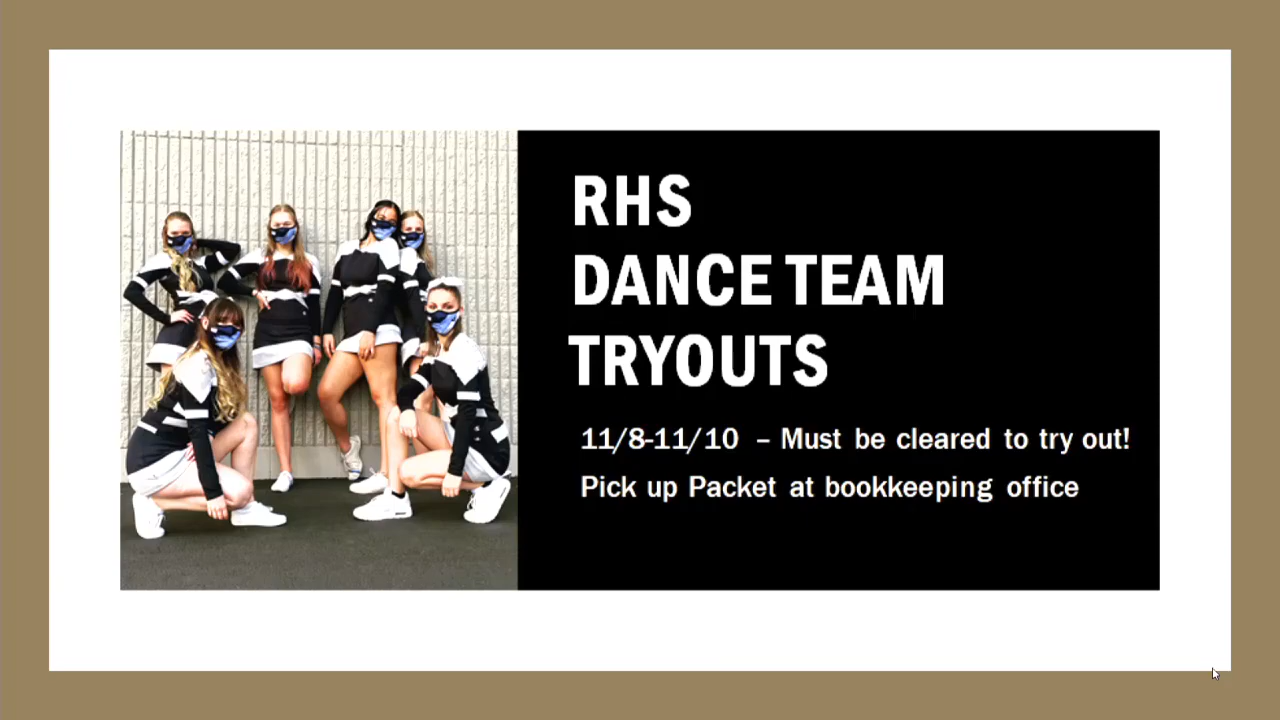 RHS
DANCE TEAM
TRYOUTS
11/8-11/10 – Must be cleared to try out!
Pick up Packet at bookkeeping office